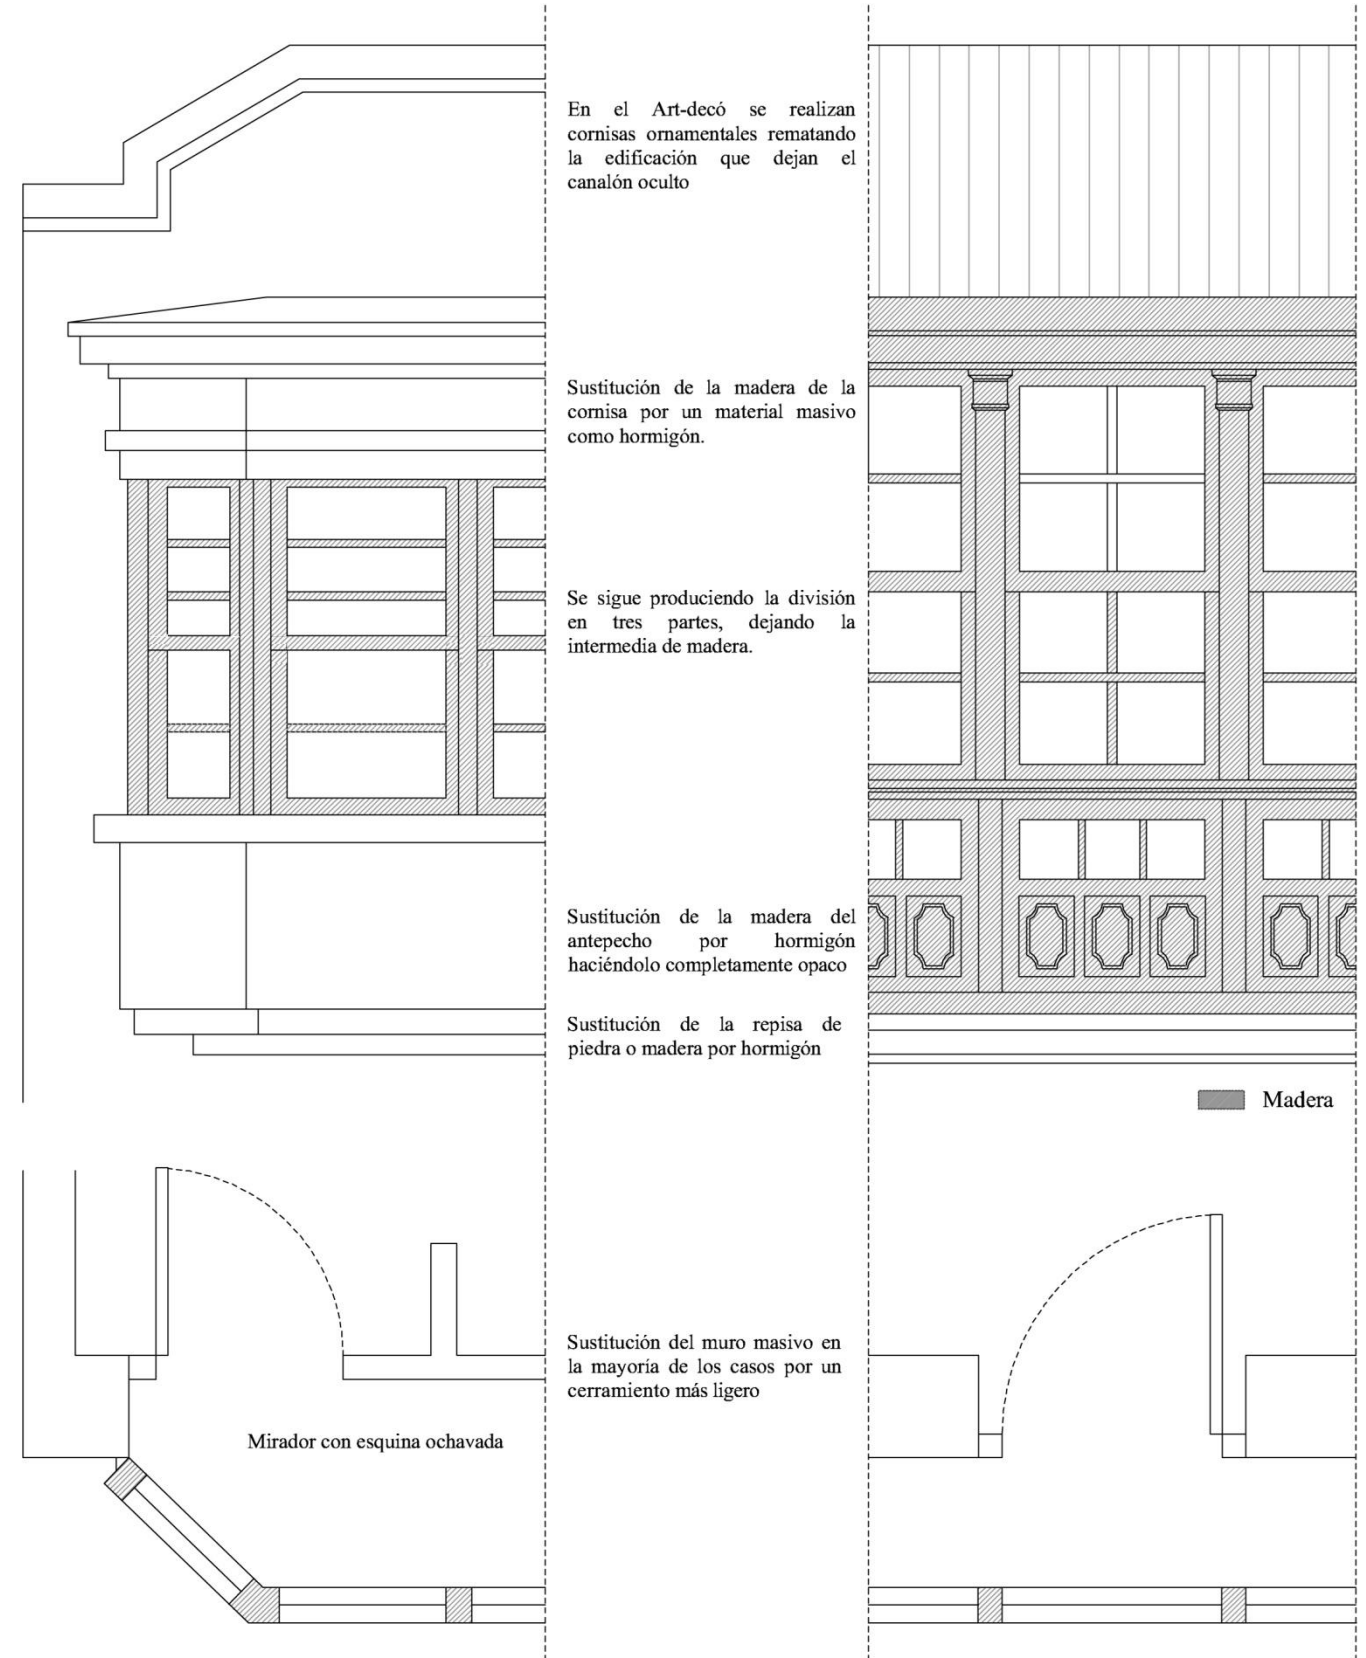 En el Art-decó se realizan
cornisas ornamentales rematando
la edificación que dejan el
canalón oculto
Sustitución de la madera de la
cornisa por un material masivo
como hormigón.
Se sigue produciendo la división
en tres partes, dejando la
intermedia de madera.
Sustitución de la madera del
antepecho por hormigón
haciéndolo completamente opaco
Sustitución de la repisa de
piedra o madera por hormigón
Madera
Sustitución del muro masivo en
la mayoría de los casos por un
cerramiento más ligero
Mirador con esquina ochavada